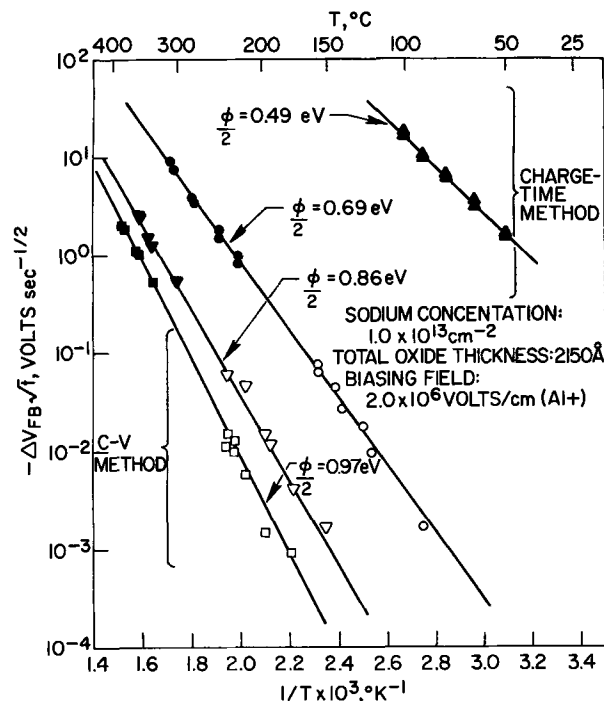 T, °C
400 300 200 150 100 50 25
10²
10¹
10⁰
10⁻¹
10⁻²
10⁻³
10⁻⁴
-ΔV_FB √t, VOLTS sec⁻¹/²
ϕ/2 = 0.49 eV
ϕ/2 = 0.69 eV
ϕ/2 = 0.86 eV
ϕ/2 = 0.97 eV
CHARGE-
TIME
METHOD
SODIUM CONCENTATION:
1.0 x 10¹³ cm⁻²
TOTAL OXIDE THICKNESS: 2150Å
BIASING FIELD:
2.0 x 10⁶ VOLTS/cm (Al+)
C-V
METHOD
1.4 1.6 1.8 2.0 2.2 2.4 2.6 2.8 3.1 3.2 3.4
1/T x 10³, °K⁻¹